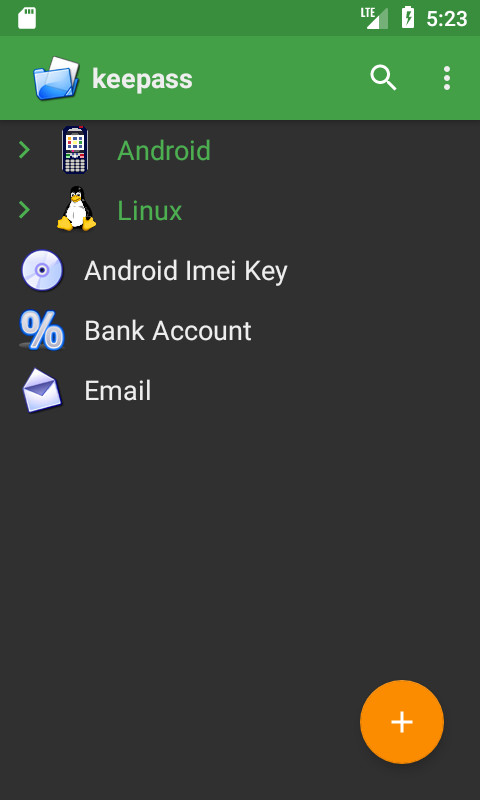 LTE 5:23
keepass
Android
Linux
Android Imei Key
Bank Account
Email